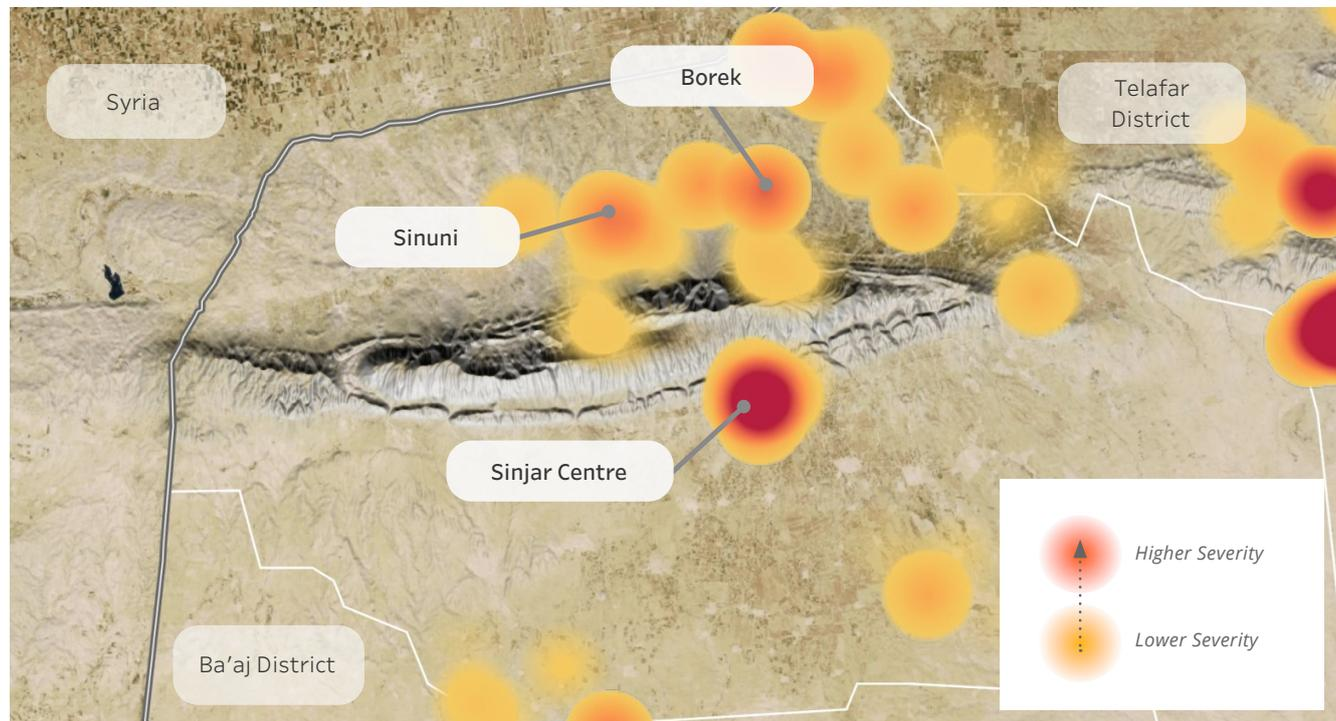 Borek
Syria
Telafar
District
Sinuni
Sinjar Centre
Higher Severity
Lower Severity
Ba’aj District